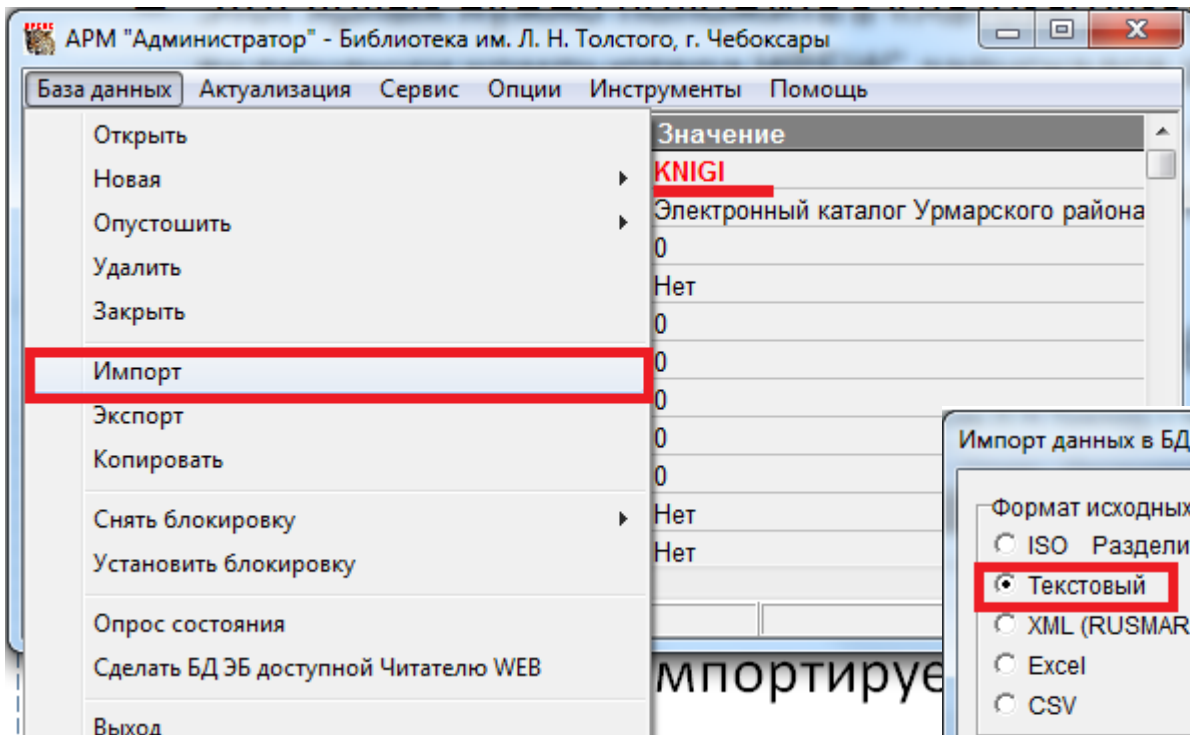 АРМ "Администратор" - Библиотека им. Л. Н. Толстого, г. Чебоксары
База данных Актуализация Сервис Опции Инструменты Помощь
Открыть
Новая
Опустошить
Удалить
Закрыть
Импорт
Экспорт
Копировать
Снять блокировку
Установить блокировку
Опрос состояния
Сделать БД ЭБ доступной Читателю WEB
Выход
Значение
KNIGI
Электронный каталог Урмарского района
0
Нет
0
0
0
0
0
Нет
Нет
мпортируе
Импорт данных в БД
Формат исходных
ISO Раздели
Текстовый
XML (RUSMAR
Excel
CSV